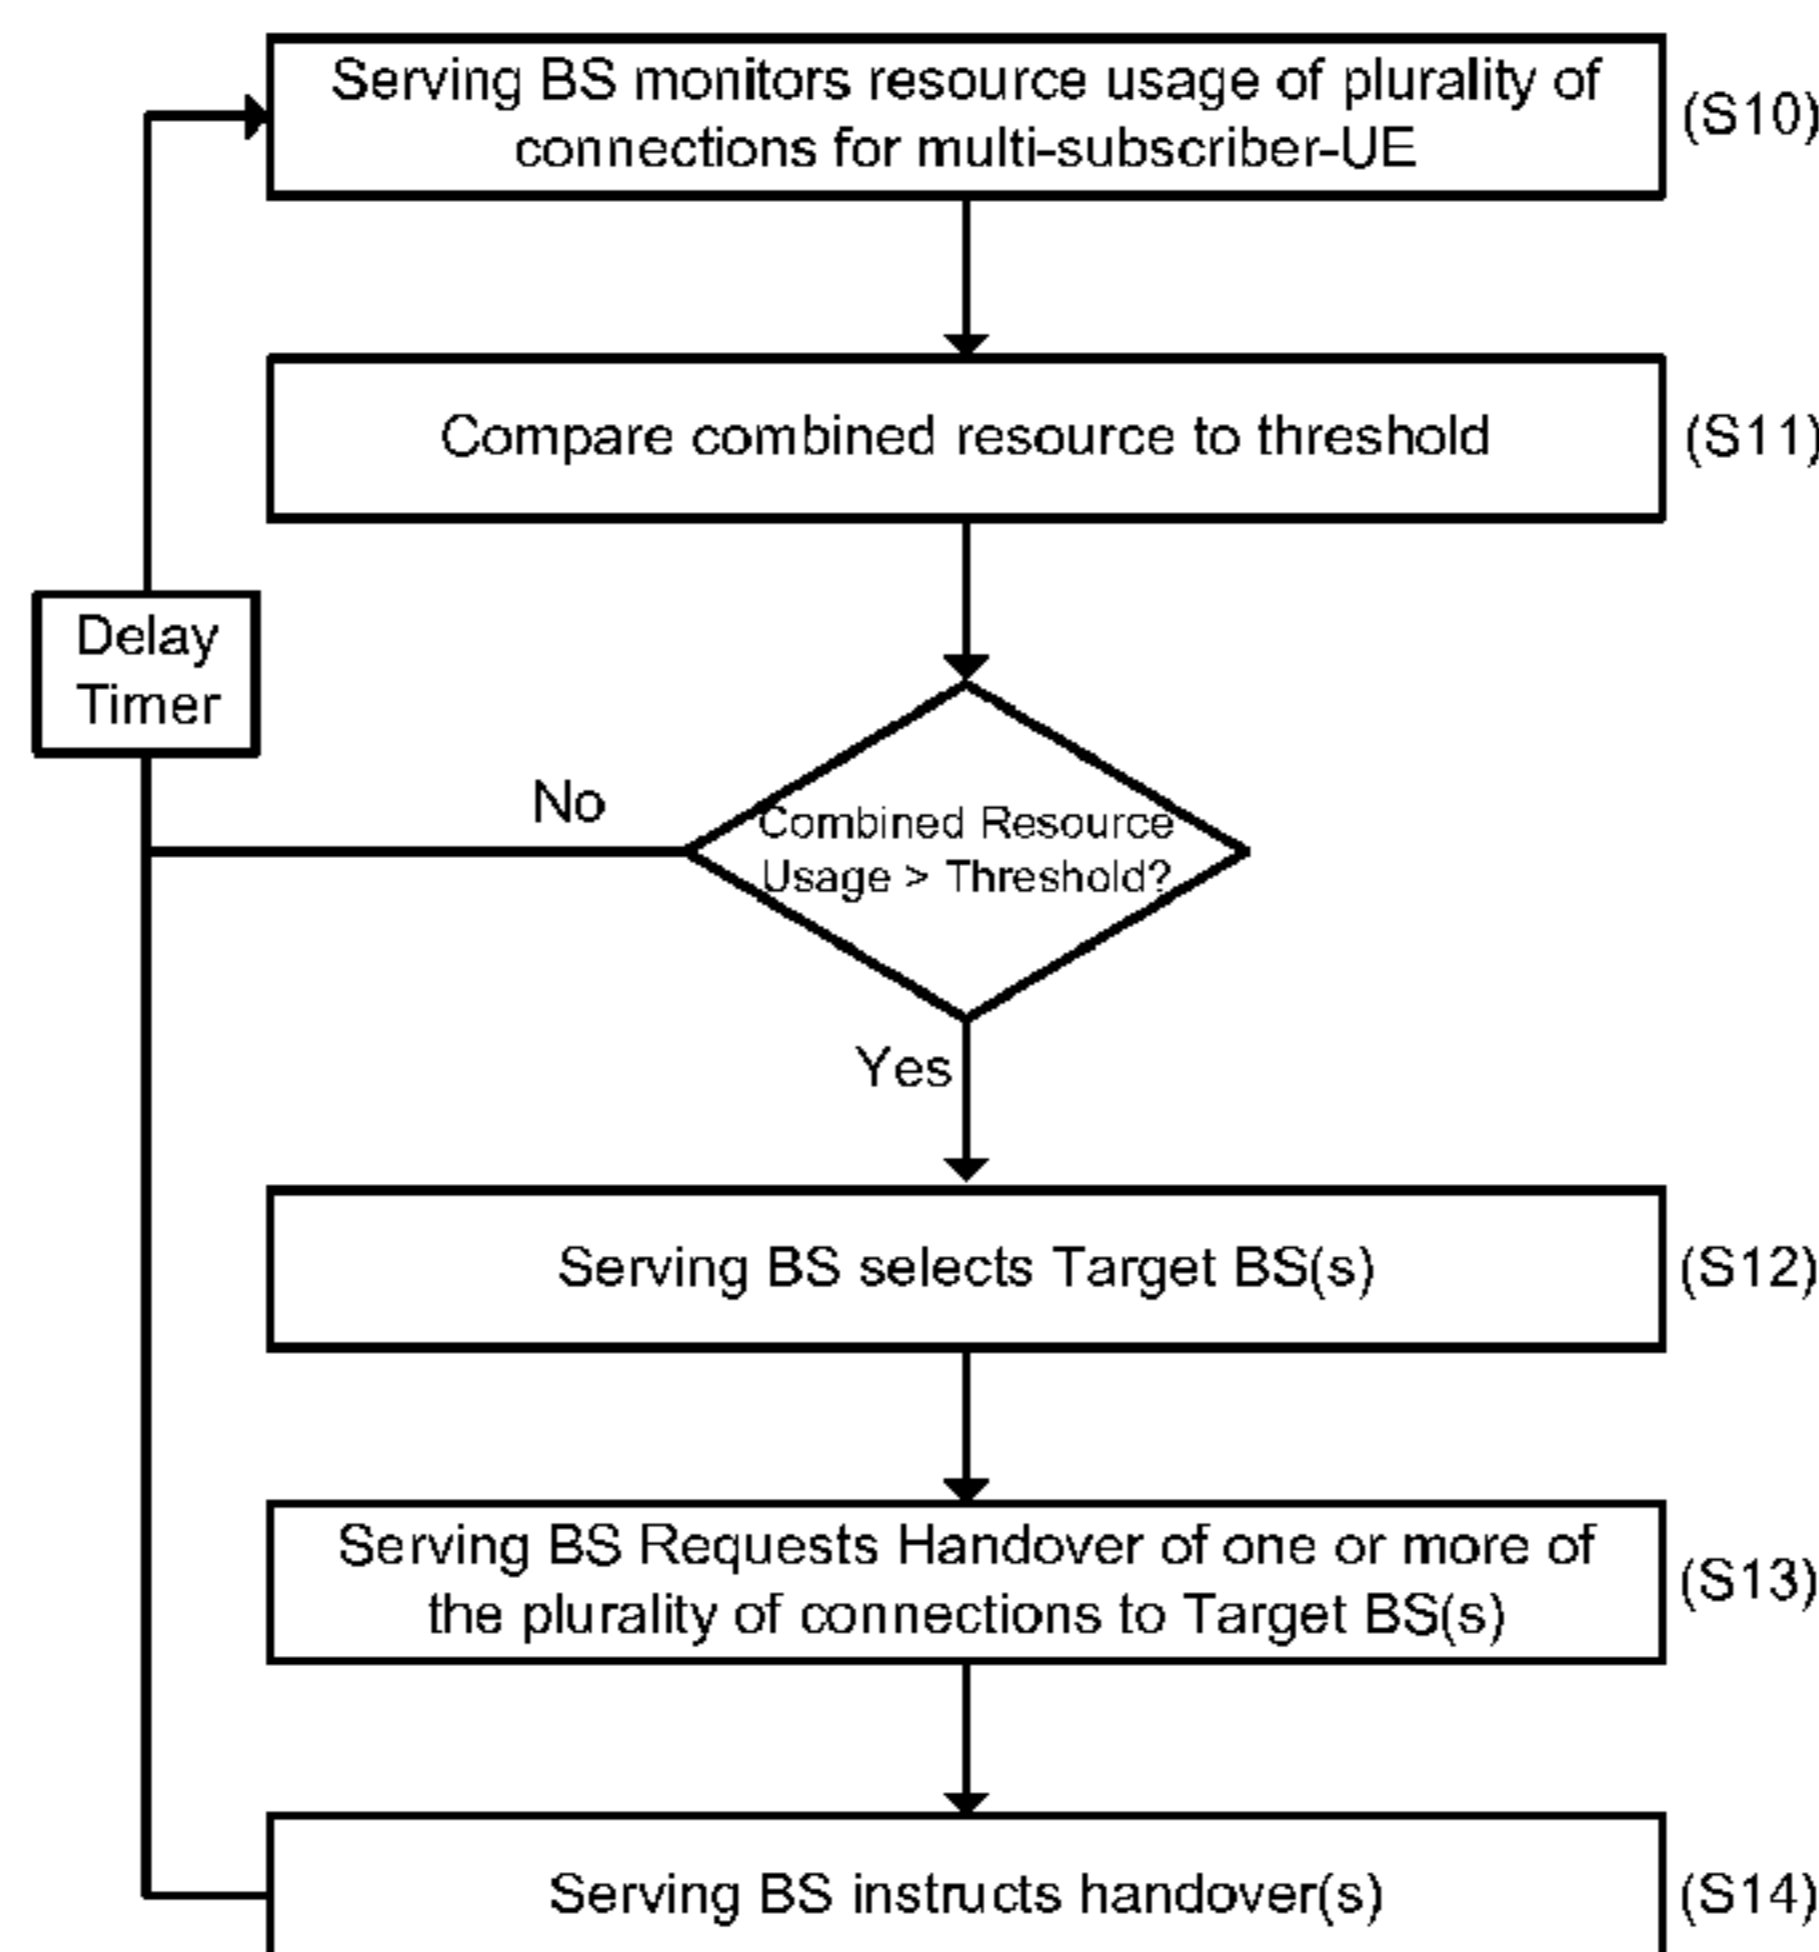 Serving BS monitors resource usage of plurality of
connections for multi-subscriber-UE
(S10)
Compare combined resource to threshold
(S11)
Delay
Timer
No
Combined Resource
Usage > Threshold?
Yes
Serving BS selects Target BS(s)
(S12)
Serving BS Requests Handover of one or more of
the plurality of connections to Target BS(s)
(S13)
Serving BS instructs handover(s)
(S14)